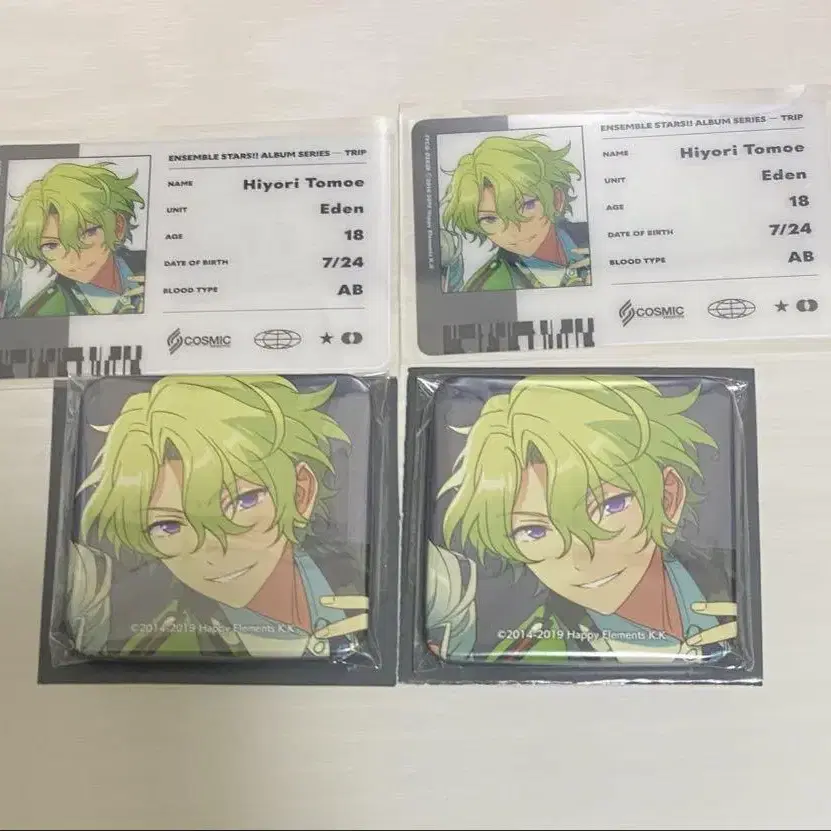 ENSEMBLE STARS!! ALBUM SERIES — TRIP
NAME Hiyori Tomoe
UNIT Eden
AGE 18
DATE OF BIRTH 7/24
BLOOD TYPE AB
COSMIC
ENSEMBLE STARS!! ALBUM SERIES — TRIP
NAME Hiyori Tomoe
UNIT Eden
AGE 18
DATE OF BIRTH 7/24
BLOOD TYPE AB
COSMIC
©2014-2019 Happy Elements K.K
©2014-2019 Happy Elements K.K